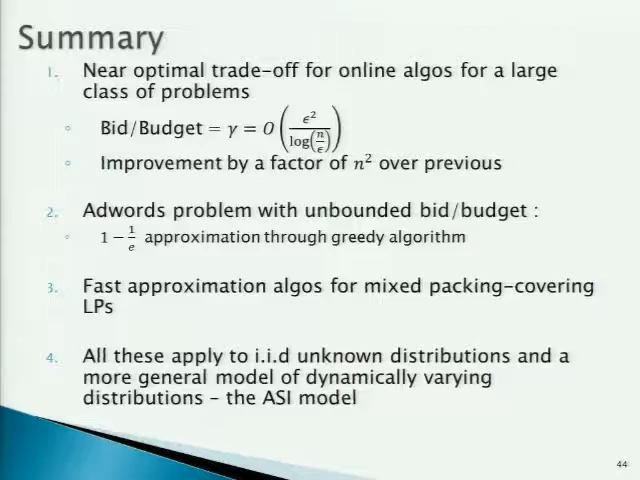 Summary
1. Near optimal trade-off for online algos for a large
class of problems
◦ Bid/Budget = γ = O(ϵ²/log(n/ϵ))
◦ Improvement by a factor of n² over previous
2. Adwords problem with unbounded bid/budget :
◦ 1 − 1/e approximation through greedy algorithm
3. Fast approximation algos for mixed packing-covering
LPs
4. All these apply to i.i.d unknown distributions and a
more general model of dynamically varying
distributions – the ASI model
44